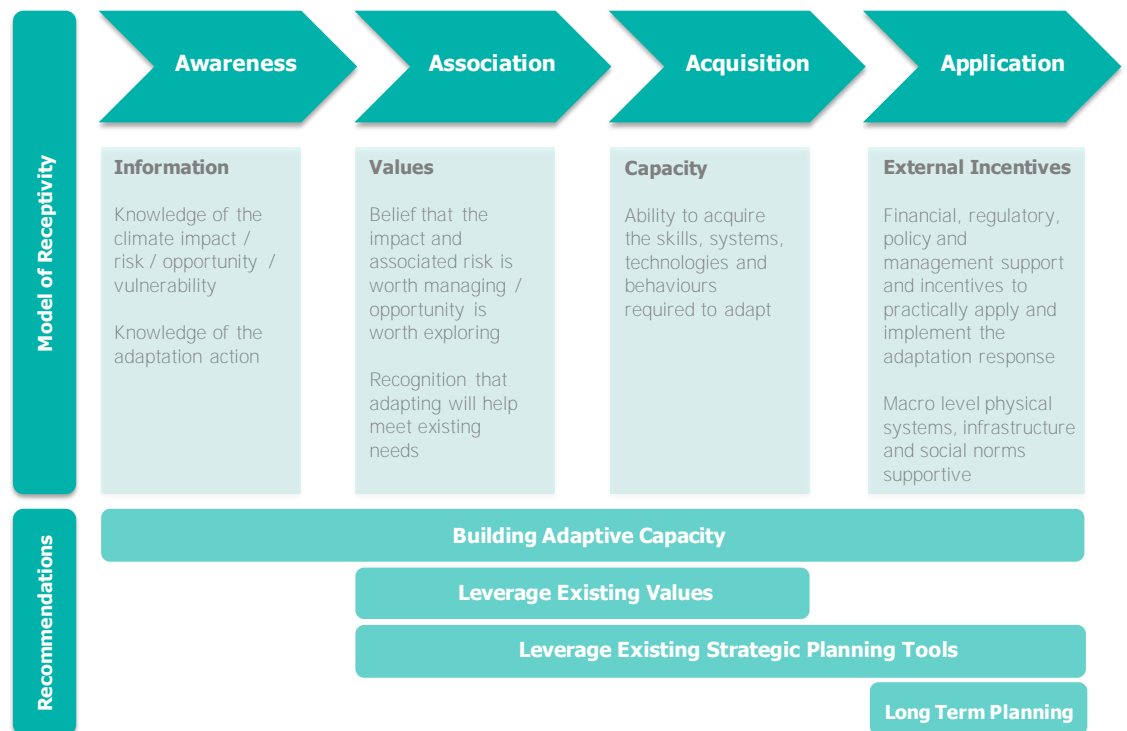 Model of Receptivity
Awareness
Association
Acquisition
Application
Information
Knowledge of the
climate impact /
risk / opportunity /
vulnerability
Knowledge of the
adaptation action
Values
Belief that the
impact and
associated risk is
worth managing /
opportunity is
worth exploring
Recognition that
adapting will help
meet existing
needs
Capacity
Ability to acquire
the skills, systems,
technologies and
behaviours
required to adapt
External Incentives
Financial, regulatory,
policy and
management support
and incentives to
practically apply and
implement the
adaptation response
Macro level physical
systems, infrastructure
and social norms
supportive
Recommendations
Building Adaptive Capacity
Leverage Existing Values
Leverage Existing Strategic Planning Tools
Long Term Planning